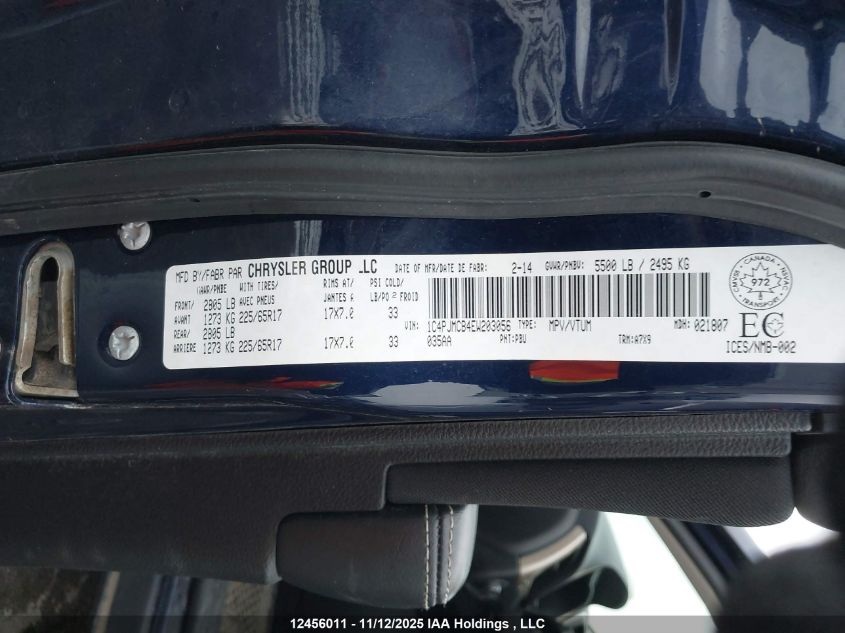 MFD BY/FABR PAR CHRYSLER GROUP LLC DATE OF MFR/DATE DE FABR: 2-14 GVWR/PNBV: 5500 LB / 2495 KG
GAWR/PNBE WITH TIRES/ RIMS AT/ PSI COLD/
AVEC PNEUS JANTES A LB/PO2 FROID
FRONT/ 2805 LB
AVANT 1273 KG 225/65R17 17X7.0 33
REAR/ 2805 LB
ARRIERE 1273 KG 225/65R17 17X7.0 33
VIN: 1C4PJMCB4EW203056 TYPE: MPV/VTUM MDH: 021807
035AA PNT: PBU TRM: A7X9
CMVSS CANADA NSVAC
972
TRANSPORT
EC
ICES/NMB-002
12456011 - 11/12/2025 IAA Holdings , LLC